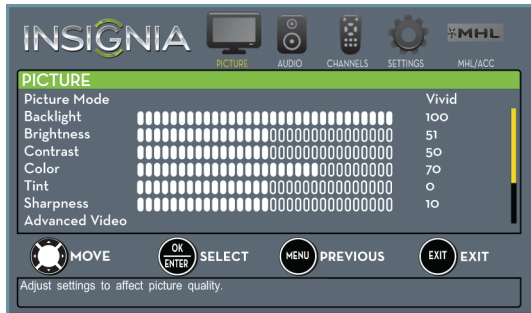 INSIGNIA
PICTURE AUDIO CHANNELS SETTINGS MHL MHL/ACC
PICTURE
Picture Mode Vivid
Backlight 100
Brightness 51
Contrast 50
Color 70
Tint 0
Sharpness 10
Advanced Video
MOVE OK ENTER SELECT MENU PREVIOUS EXIT EXIT
Adjust settings to affect picture quality.